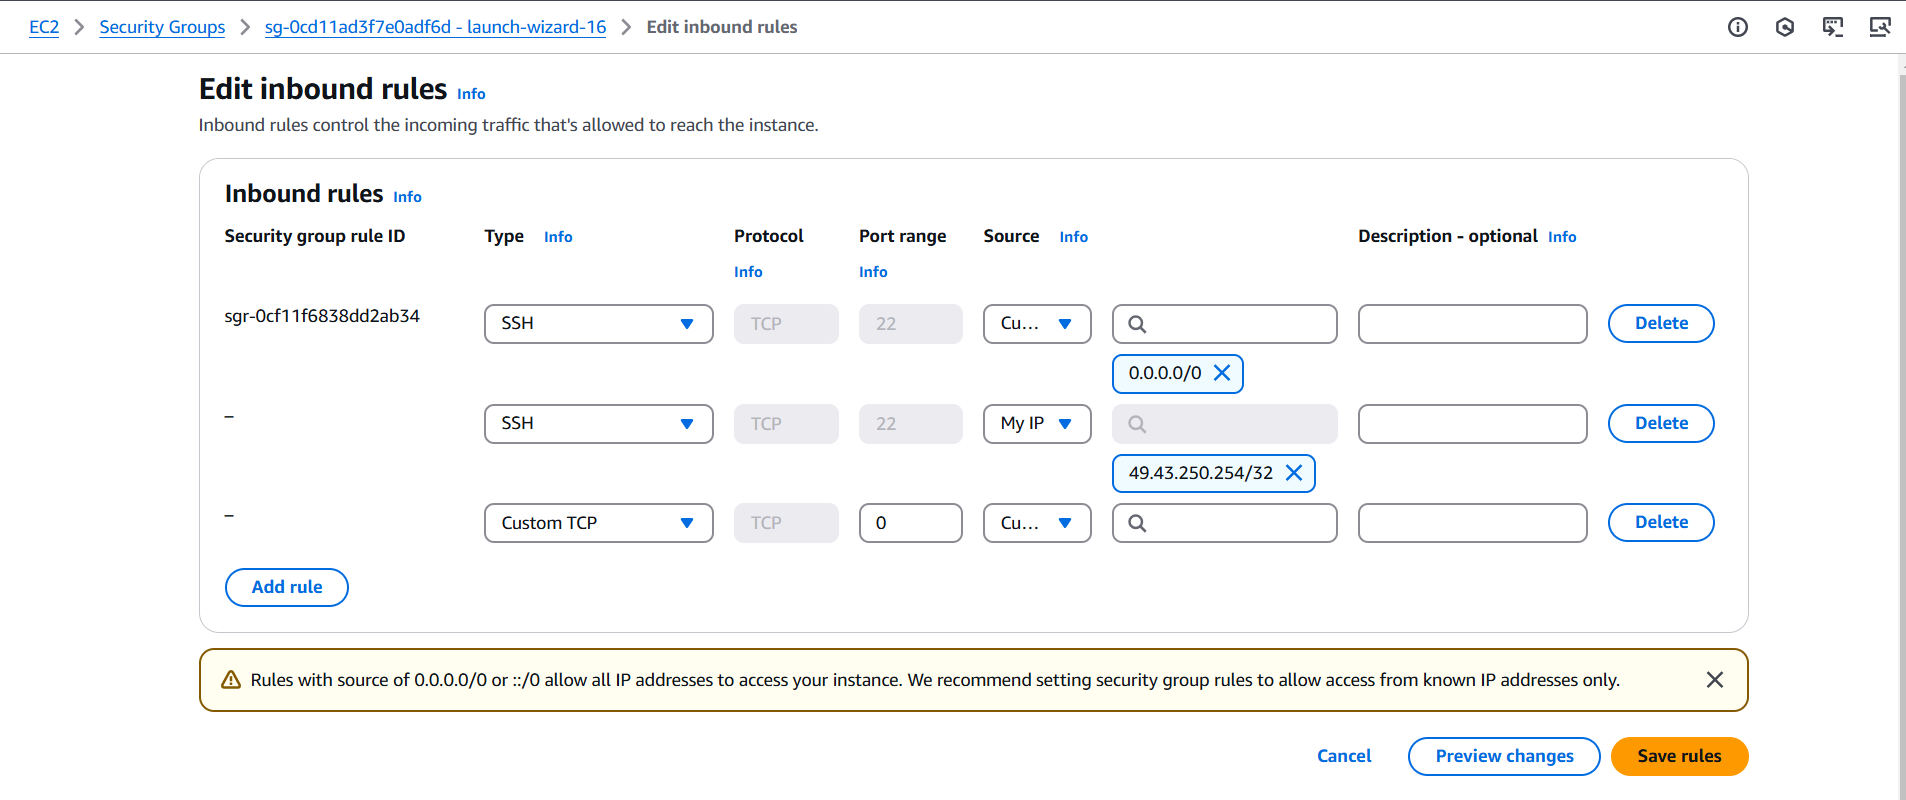 EC2 > Security Groups > sg-0cd11ad3f7e0adf6d - launch-wizard-16 > Edit inbound rules
Edit inbound rules Info
Inbound rules control the incoming traffic that's allowed to reach the instance.
Inbound rules Info
Security group rule ID Type Info Protocol Port range Source Info Description - optional Info
Info Info
sgr-0cf11f6838dd2ab34 SSH TCP 22 Cu... Delete
0.0.0.0/0
– SSH TCP 22 My IP Delete
49.43.250.254/32
– Custom TCP TCP 0 Cu... Delete
Add rule
Rules with source of 0.0.0.0/0 or ::/0 allow all IP addresses to access your instance. We recommend setting security group rules to allow access from known IP addresses only.
Cancel Preview changes Save rules